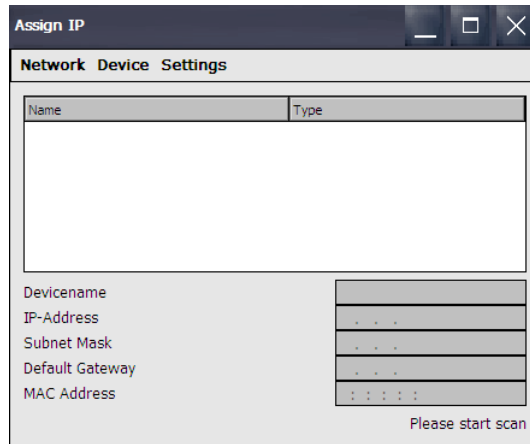 Assign IP
Network Device Settings
Name Type
Devicename
IP-Address . . .
Subnet Mask . . .
Default Gateway . . .
MAC Address : : : : :
Please start scan